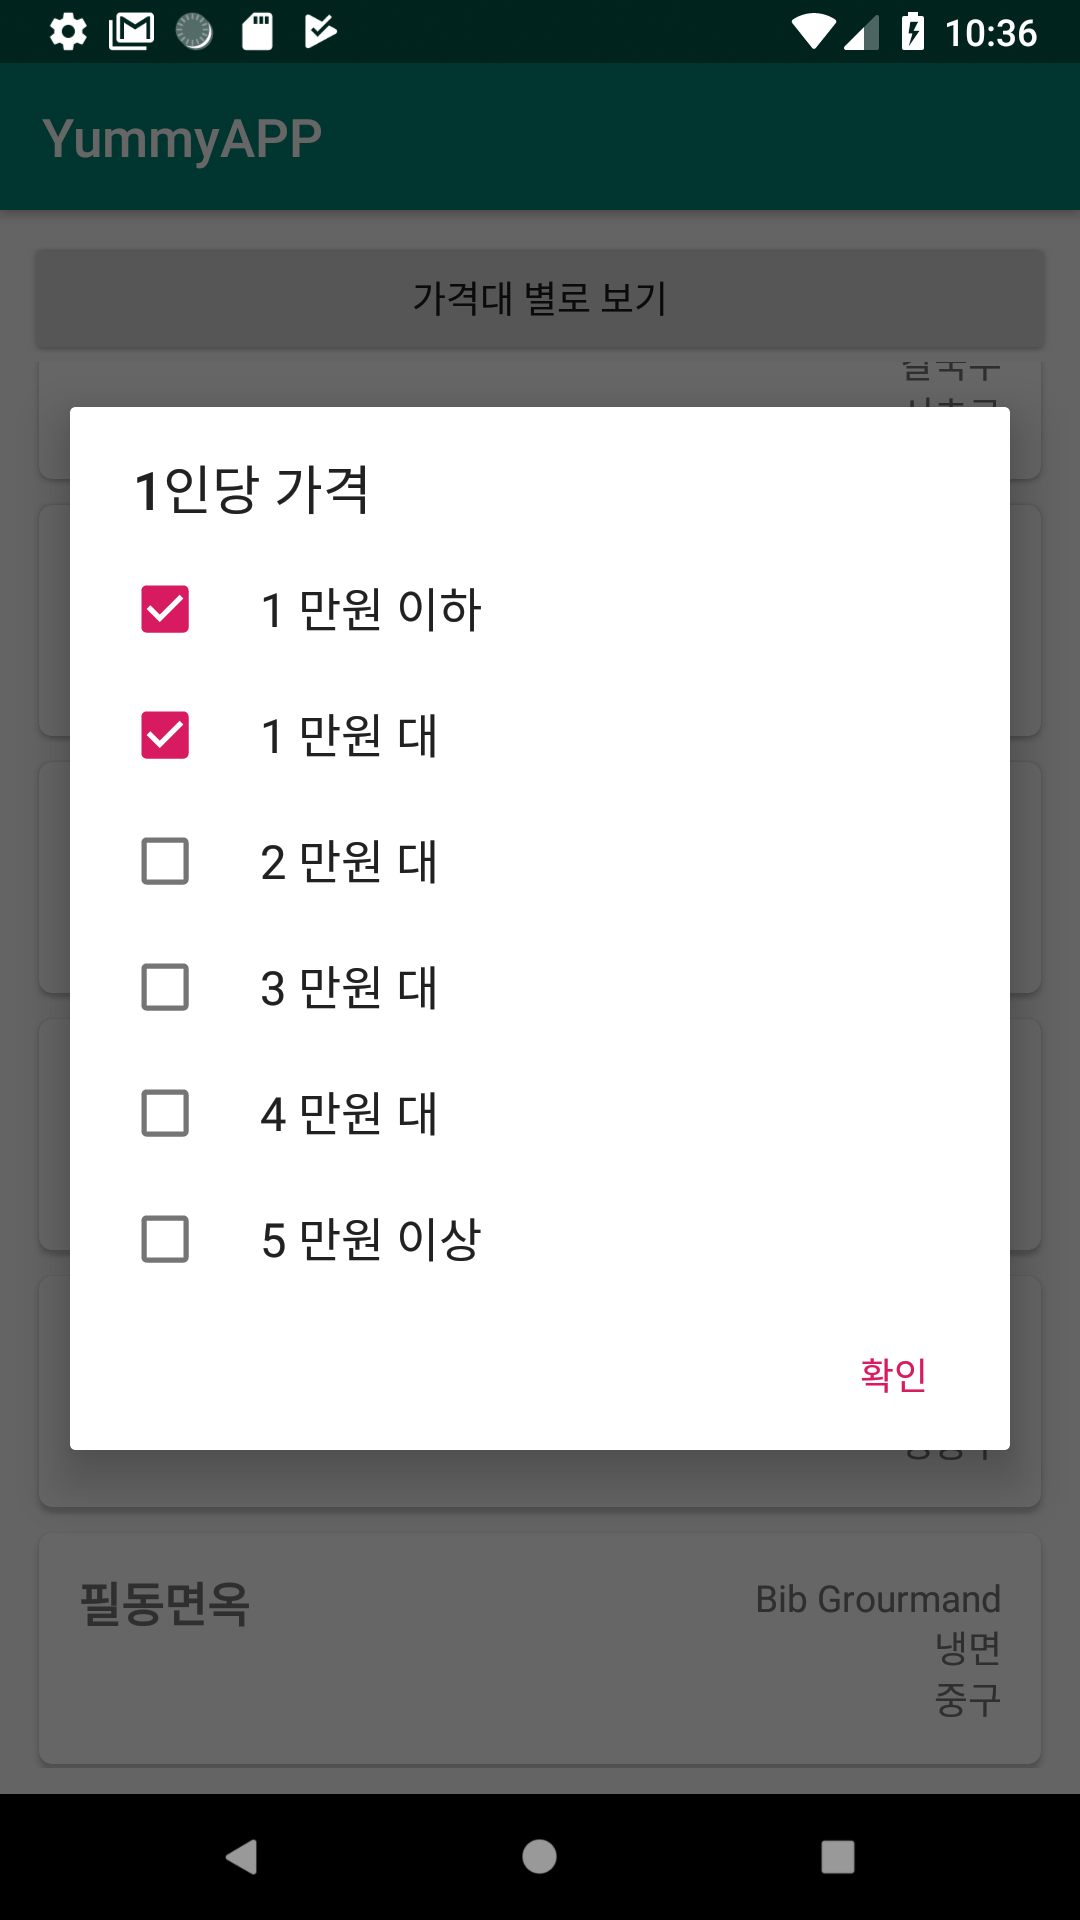 10:36
YummyAPP
가격대 별로 보기
1인당 가격
1 만원 이하
1 만원 대
2 만원 대
3 만원 대
4 만원 대
5 만원 이상
확인
필동면옥
Bib Grourmand
냉면
중구